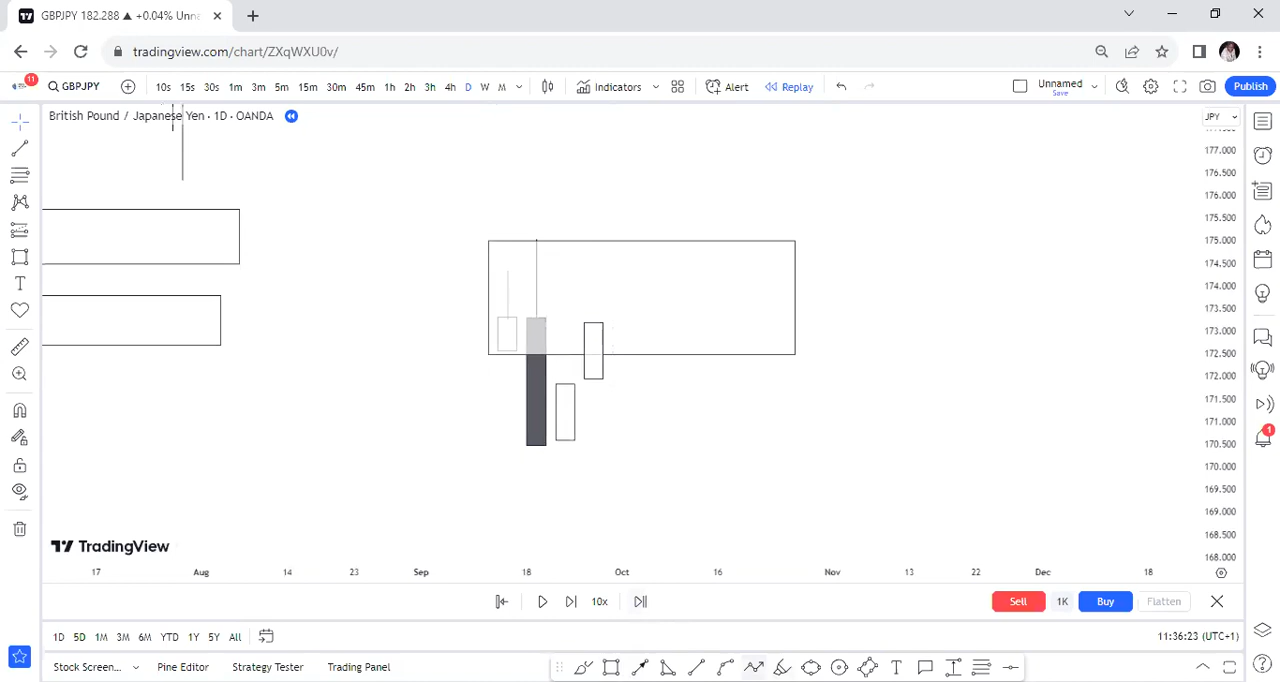 GBPJPY 182.288 ▲ +0.04% Unna
tradingview.com/chart/ZXqWXU0v/
11
GBPJPY 10s 15s 30s 1m 3m 5m 15m 30m 45m 1h 2h 3h 4h D W M Indicators Alert Replay Unnamed Save Publish
British Pound / Japanese Yen · 1D · OANDA
JPY
177.000
176.500
176.000
175.500
175.000
174.500
174.000
173.500
173.000
172.500
172.000
171.500
171.000
170.500
170.000
169.500
169.000
168.500
168.000
1
TradingView
17 Aug 14 23 Sep 18 Oct 16 Nov 13 22 Dec 18
10x Sell 1K Buy Flatten
1D 5D 1M 3M 6M YTD 1Y 5Y All 11:36:23 (UTC+1)
Stock Screen... Pine Editor Strategy Tester Trading Panel